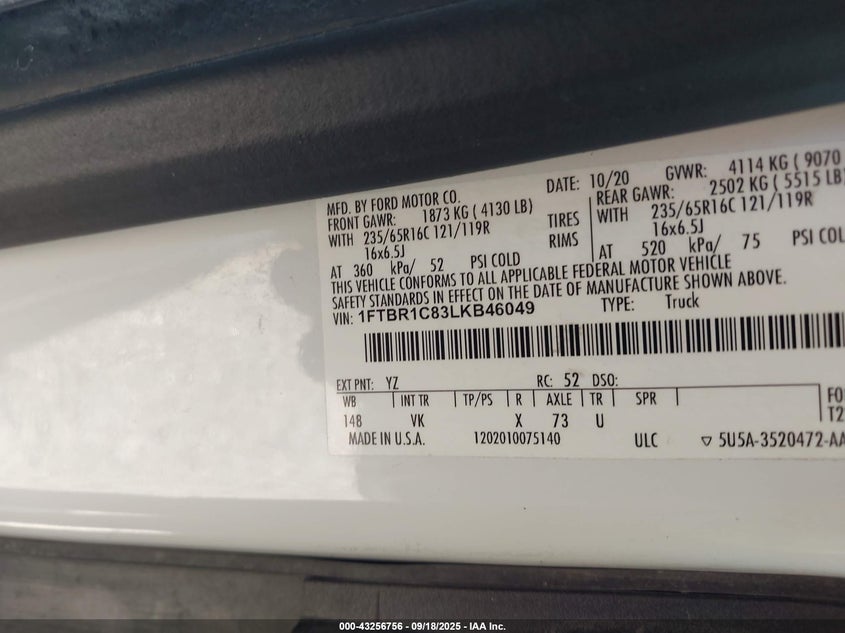 MFD. BY FORD MOTOR CO.
DATE: 10/20 GVWR: 4114 KG ( 9070
FRONT GAWR: 1873 KG ( 4130 LB) REAR GAWR: 2502 KG ( 5515 LB)
WITH 235/65R16C 121/119R TIRES WITH 235/65R16C 121/119R
16x6.5J RIMS 16x6.5J
AT 360 kPa/ 52 PSI COLD AT 520 kPa/ 75 PSI COL
THIS VEHICLE CONFORMS TO ALL APPLICABLE FEDERAL MOTOR VEHICLE
SAFETY STANDARDS IN EFFECT ON THE DATE OF MANUFACTURE SHOWN ABOVE.
VIN: 1FTBR1C83LKB46049 TYPE: Truck
EXT PNT: YZ RC: 52 DSO:
WB INT TR TP/PS R AXLE TR SPR FO
14B VK X 73 U T2
MADE IN U.S.A. 1202010075140 ULC 5U5A-3520472-AA
000-43256756 - 09/18/2025 - IAA Inc.